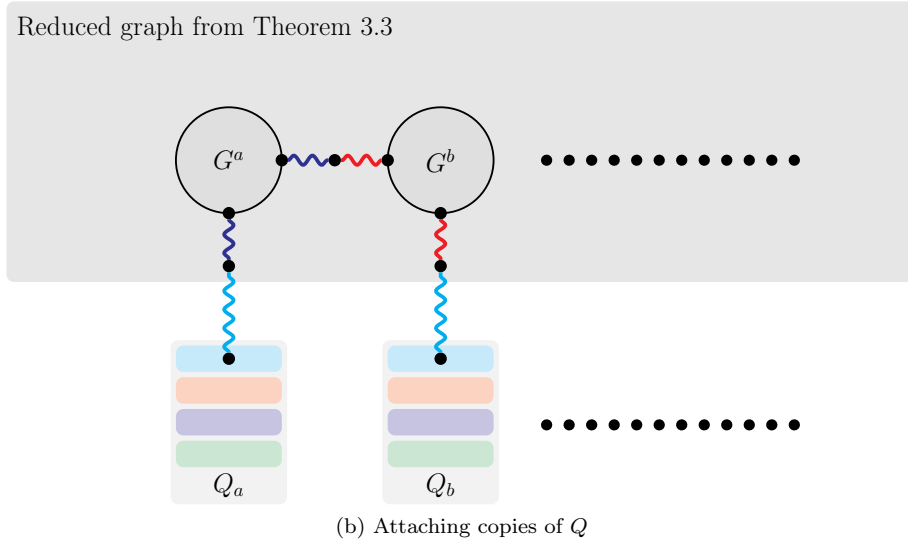 Reduced graph from Theorem 3.3
G^a
G^b
Q_a
Q_b
(b) Attaching copies of Q